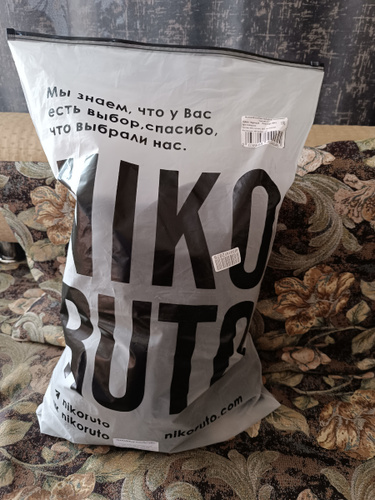 Мы знаем, что у Вас
есть выбор,спасибо,
что выбрали нас.
NIKO
RUTO
nikoruto
nikoruto
nikoruto.com